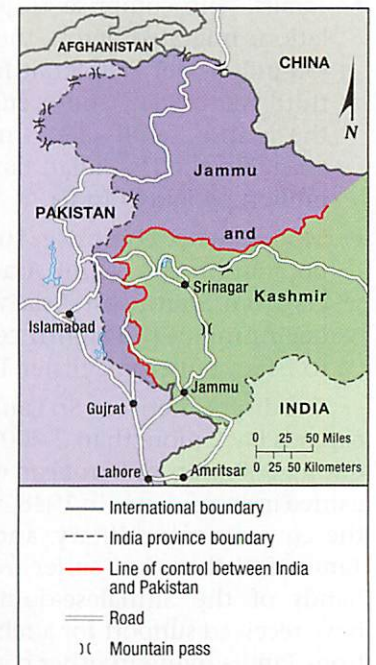 AFGHANISTAN
CHINA
N
Jammu
PAKISTAN
and
Srinagar
Kashmir
Islamabad
Jammu
Gujrat
INDIA
0 25 50 Miles
0 25 50 Kilometers
Lahore
Amritsar
International boundary
India province boundary
Line of control between India
and Pakistan
Road
Mountain pass